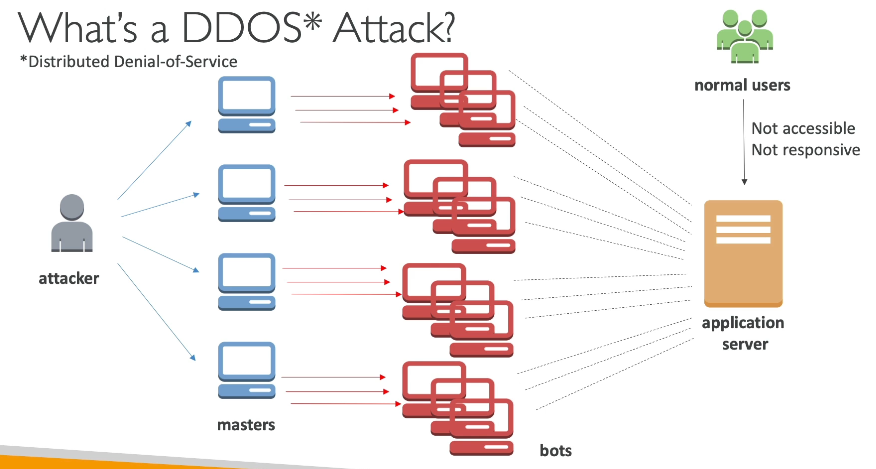 What's a DDOS* Attack?
*Distributed Denial-of-Service
normal users
Not accessible
Not responsive
attacker
application
server
masters
bots